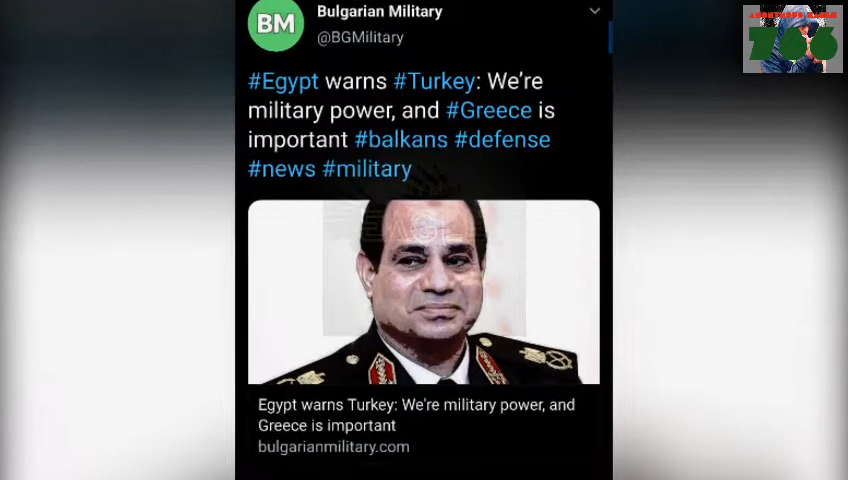 BM
Bulgarian Military
@BGMilitary
#Egypt warns #Turkey: We’re
military power, and #Greece is
important #balkans #defense
#news #military
Egypt warns Turkey: We're military power, and
Greece is important
bulgarianmilitary.com
766